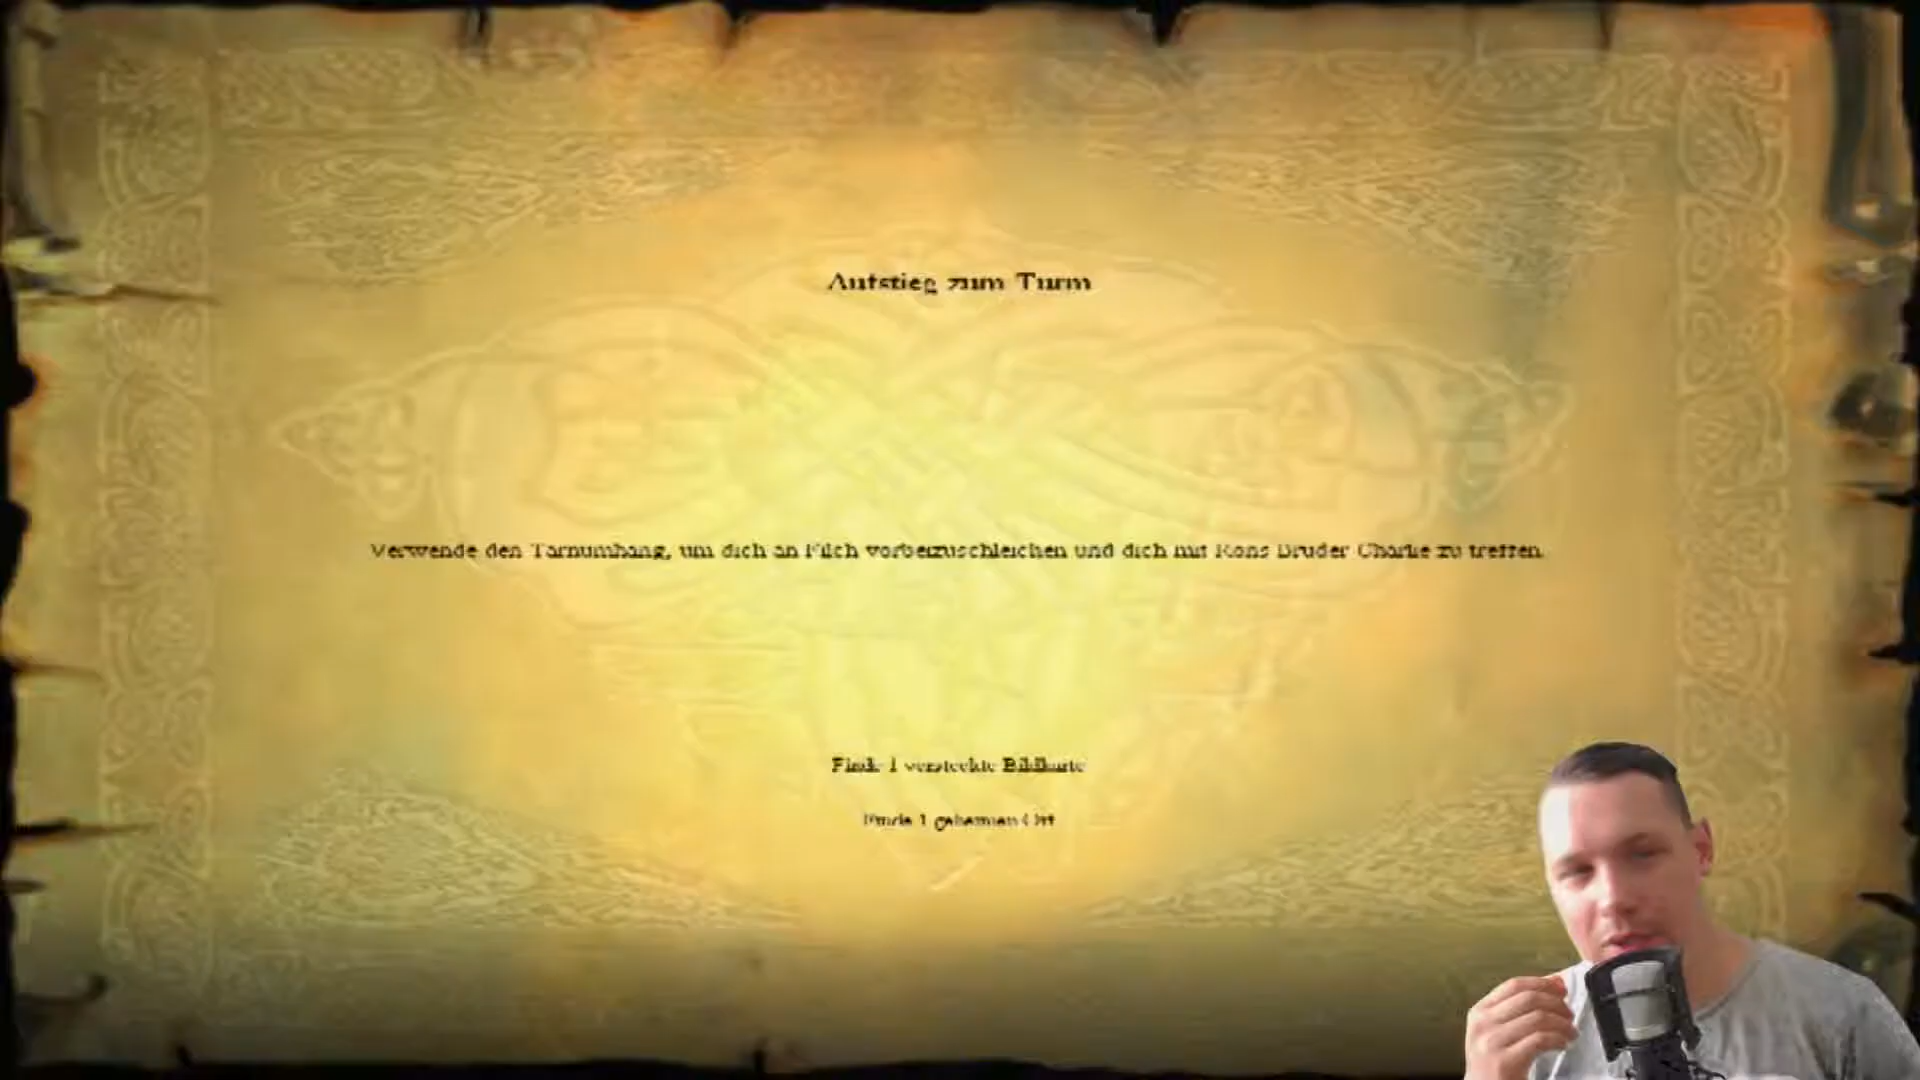 Aufstieg zum Turm
Verwende den Tarnumhang, um dich an Filch vorbeizuschleichen und dich mit Rons Bruder Charlie zu treffen.
Finde 1 versteckte Bildkarte
Finde 1 geheimen Ort